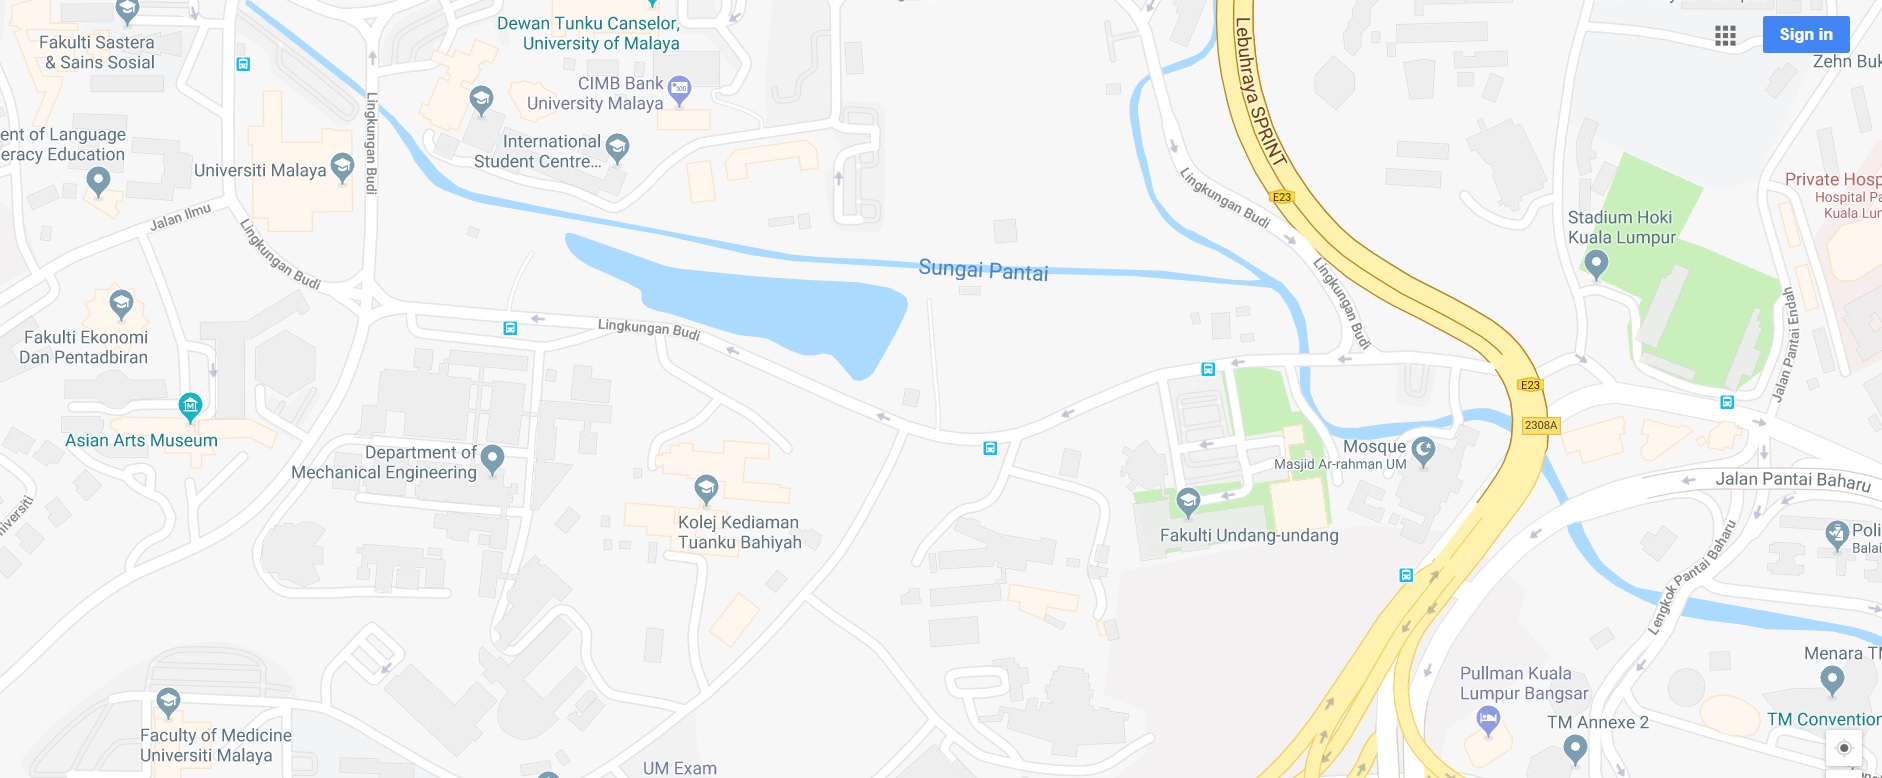 Dewan Tunku Canselor,
University of Malaya
Fakulti Sastera
& Sains Sosial
Lebuhraya SPRINT
Sign in
Zehn Buk
CIMB Bank
University Malaya
Lingkungan Budi
ent of Language
eracy Education
International
Student Centre...
Universiti Malaya
Jalan Ilmu
Lingkungan Budi
Lingkungan Budi
E23
Private Hosp
Hospital Pa
Kuala Lum
Stadium Hoki
Kuala Lumpur
Sungai Pantai
Lingkungan Budi
Jalan Pantai Endah
Lingkungan Budi
Fakulti Ekonomi
Dan Pentadbiran
E23
2308A
Asian Arts Museum
Department of
Mechanical Engineering
Mosque
Masjid Ar-rahman UM
Jalan Pantai Baharu
Kolej Kediaman
Tuanku Bahiyah
Fakulti Undang-undang
Poli
Balai
niversiti
Lengkok Pantai Baharu
Menara TM
Pullman Kuala
Lumpur Bangsar
TM Annexe 2
TM Convention
Faculty of Medicine
Universiti Malaya
UM Exam